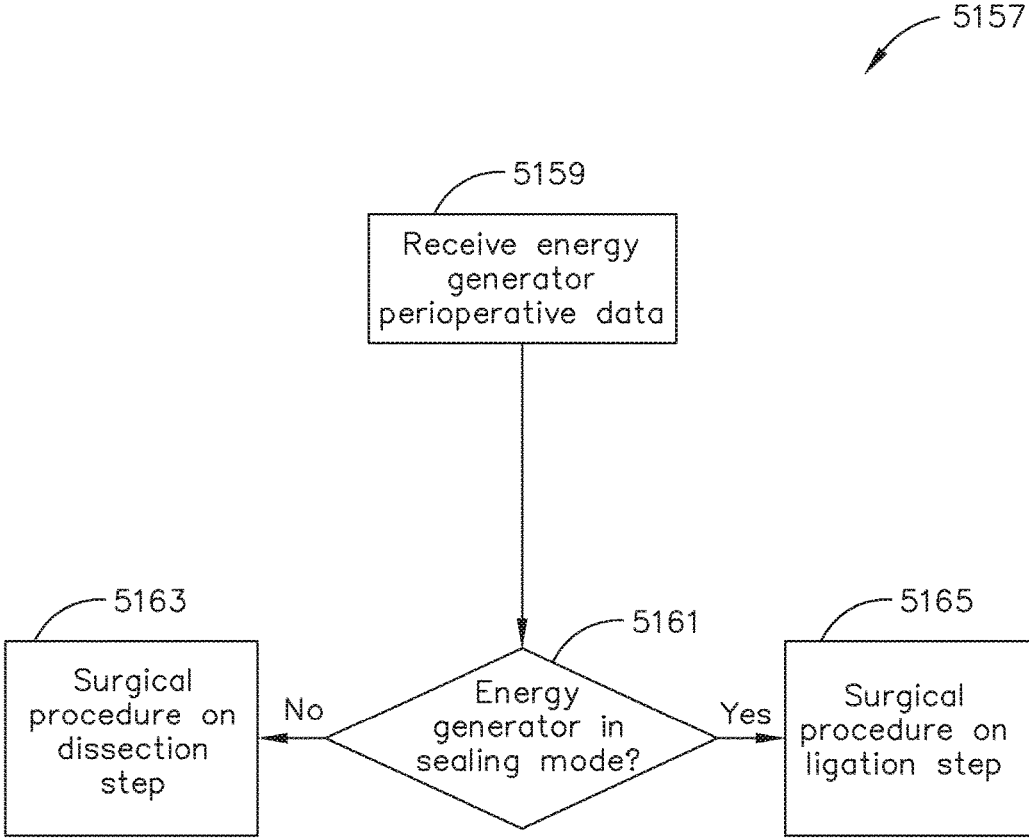 5157
5159
Receive energy
generator
perioperative data
5163
Surgical
procedure on
dissection
step
No
5161
Energy
generator in
sealing mode?
Yes
5165
Surgical
procedure on
ligation step